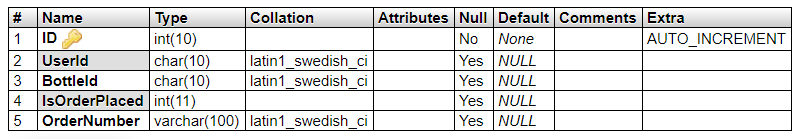 # Name Type Collation Attributes Null Default Comments Extra
1 ID int(10) No None AUTO_INCREMENT
2 UserId char(10) latin1_swedish_ci Yes NULL
3 BottleId char(10) latin1_swedish_ci Yes NULL
4 IsOrderPlaced int(11) Yes NULL
5 OrderNumber varchar(100) latin1_swedish_ci Yes NULL